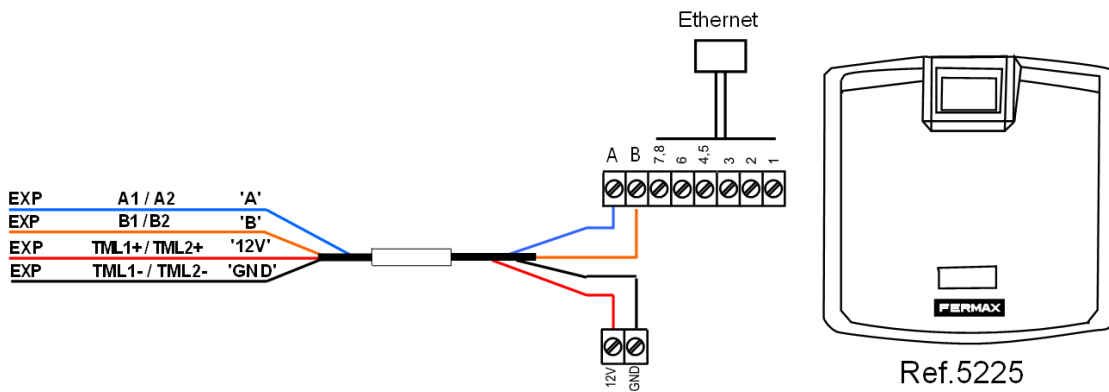 Ethernet
A B 7,8 6 4,5 3 2 1
EXP A1 / A2 'A'
EXP B1 / B2 'B'
EXP TML1+ / TML2+ '12V'
EXP TML1- / TML2- 'GND'
12V GND
FERMAX
Ref.5225